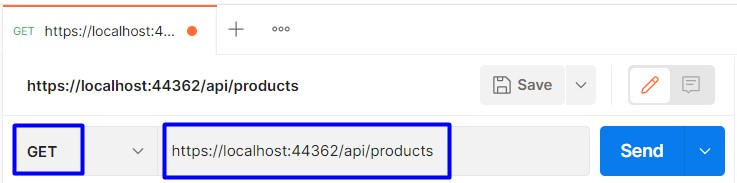 GET https://localhost:4...
https://localhost:44362/api/products
Save
GET https://localhost:44362/api/products Send